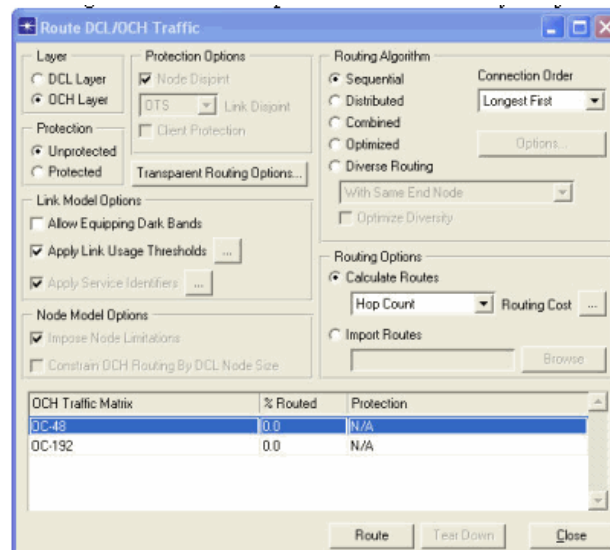 Route DCL/OCH Traffic
Layer
DCL Layer
OCH Layer
Protection
Unprotected
Protected
Protection Options
Node Disjoint
OTS Link Disjoint
Client Protection
Transparent Routing Options...
Link Model Options
Allow Equipping Dark Bands
Apply Link Usage Thresholds ...
Apply Service Identifiers ...
Node Model Options
Impose Node Limitations
Constrain OCH Routing By DCL Node Size
Routing Algorithm
Sequential
Distributed
Combined
Optimized
Diverse Routing
With Same End Node
Optimize Diversity
Connection Order
Longest First
Options...
Routing Options
Calculate Routes
Hop Count Routing Cost ...
Import Routes
Browse
OCH Traffic Matrix % Routed Protection
OC-48 0.0 N/A
OC-192 0.0 N/A
Route Tear Down Close